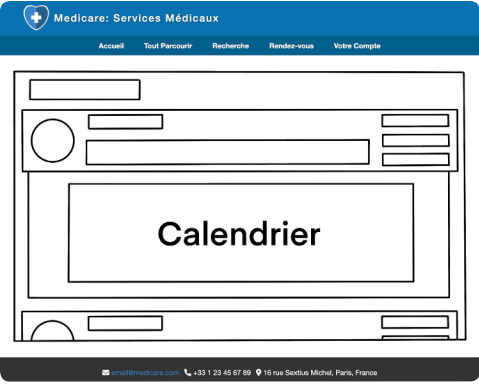 Medicare: Services Médicaux
Accueil Tout Parcourir Recherche Rendez-vous Votre Compte
Calendrier
email@medicare.com +33 1 23 45 67 89 16 rue Sextius Michel, Paris, France